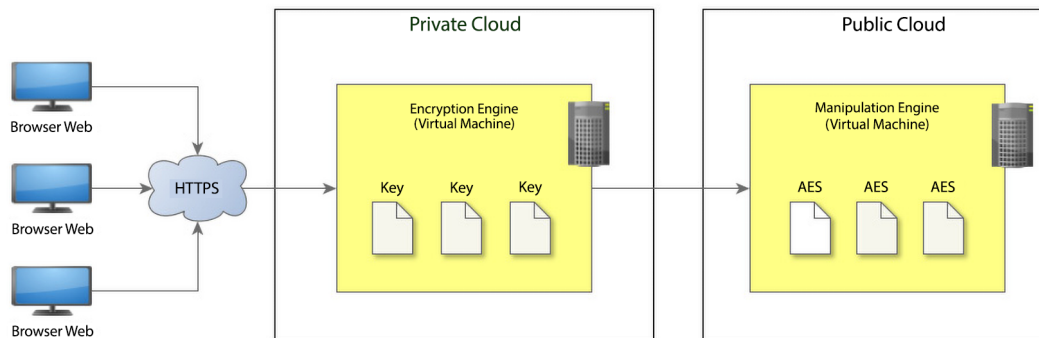 Private Cloud
Public Cloud
Browser Web
Browser Web
Browser Web
HTTPS
Encryption Engine
(Virtual Machine)
Key Key Key
Manipulation Engine
(Virtual Machine)
AES AES AES